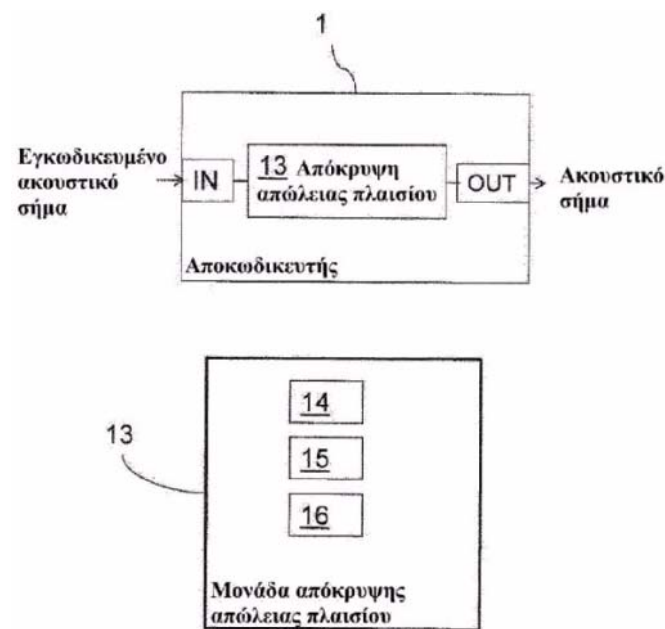 1
Εγκωδικευμένο
ακουστικό
σήμα
IN
13 Απόκρυψη
απώλειας πλαισίου
OUT
Ακουστικό
σήμα
Αποκωδικευτής
13
14
15
16
Μονάδα απόκρυψης
απώλειας πλαισίου